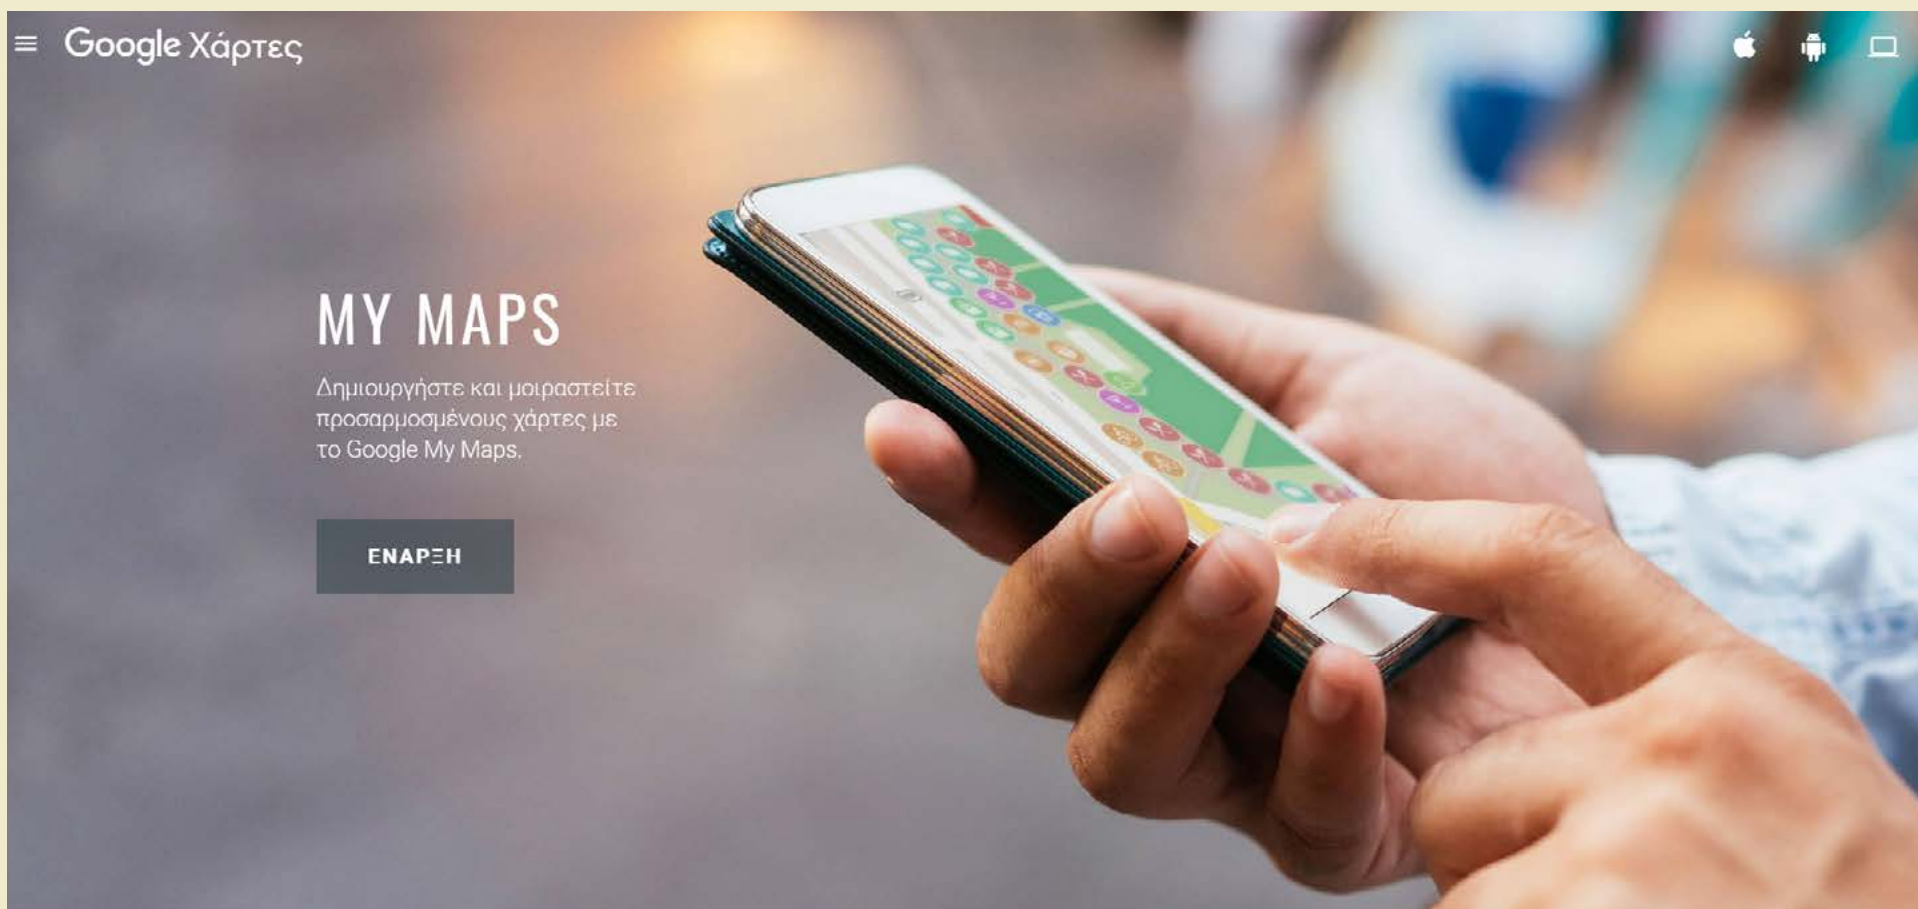 Google Χάρτες
MY MAPS
Δημιουργήστε και μοιραστείτε
προσαρμοσμένους χάρτες με
το Google My Maps.
ΕΝΑΡΞΗ